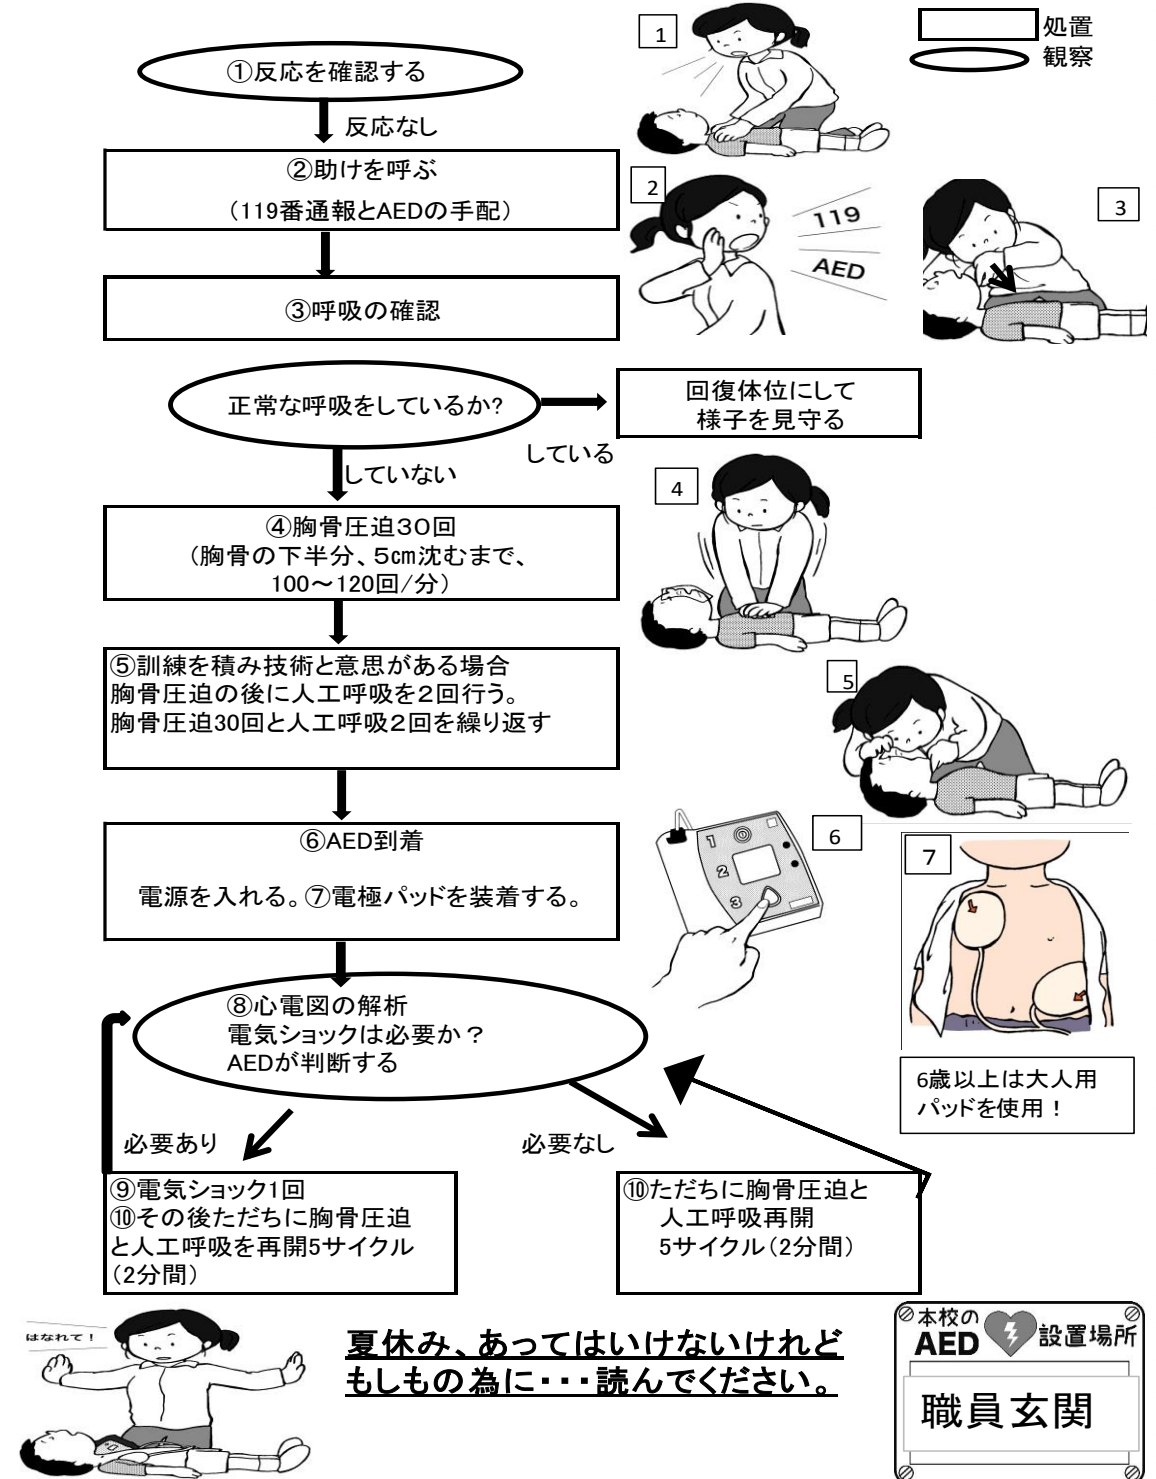 処置
観察
1
①反応を確認する
反応なし
②助けを呼ぶ
（119番通報とAEDの手配）
2
119
AED
3
③呼吸の確認
正常な呼吸をしているか？
回復体位にして
様子を見守る
している
していない
4
④胸骨圧迫３０回
（胸骨の下半分、５㎝沈むまで、
100～120回/分）
⑤訓練を積み技術と意思がある場合
胸骨圧迫の後に人工呼吸を２回行う。
胸骨圧迫30回と人工呼吸２回を繰り返す
5
⑥AED到着
電源を入れる。⑦電極パッドを装着する。
6
1
2
3
7
⑧心電図の解析
電気ショックは必要か？
AEDが判断する
6歳以上は大人用
パッドを使用！
必要あり
必要なし
⑨電気ショック1回
⑩その後ただちに胸骨圧迫
と人工呼吸を再開5サイクル
（2分間）
⑩ただちに胸骨圧迫と
人工呼吸再開
5サイクル（2分間）
はなれて！
夏休み、あってはいけないけれど
もしもの為に・・・読んでください。
本校の
AED
設置場所
職員玄関